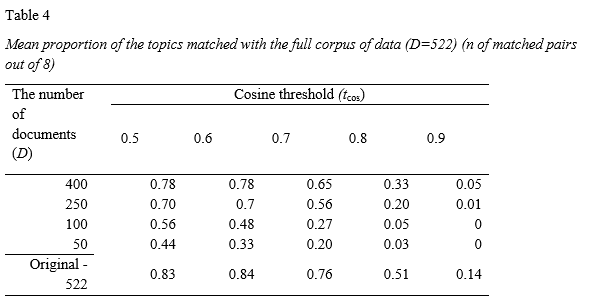 Table 4
Mean proportion of the topics matched with the full corpus of data (D=522) (n of matched pairs
out of 8)
The number of documents (D) Cosine threshold (tcos)
0.5 0.6 0.7 0.8 0.9
400 0.78 0.78 0.65 0.33 0.05
250 0.70 0.7 0.56 0.20 0.01
100 0.56 0.48 0.27 0.05 0
50 0.44 0.33 0.20 0.03 0
Original - 522 0.83 0.84 0.76 0.51 0.14